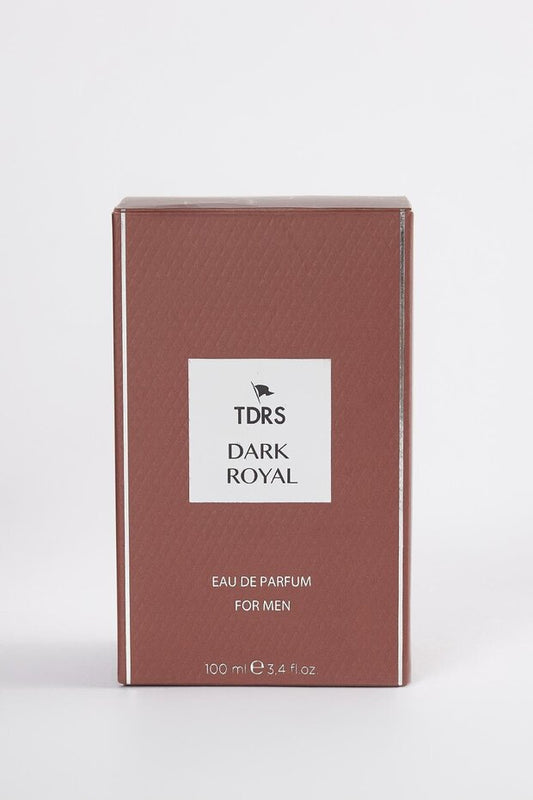 TDRS
DARK
ROYAL
EAU DE PARFUM
FOR MEN
100 ml ℮ 3,4 fl.oz.